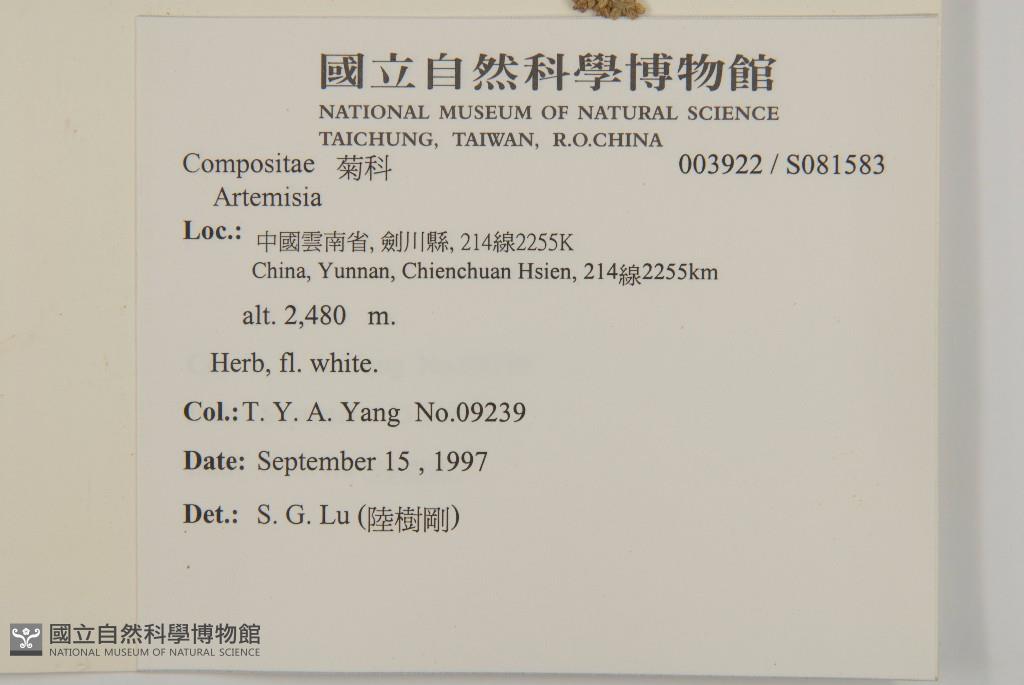 國立自然科學博物館
NATIONAL MUSEUM OF NATURAL SCIENCE
TAICHUNG, TAIWAN, R.O.CHINA
Compositae 菊科 003922 / S081583
Artemisia
Loc.: 中國雲南省, 劍川縣, 214線2255K
China, Yunnan, Chienchuan Hsien, 214線2255km
alt. 2,480 m.
Herb, fl. white.
Col.: T. Y. A. Yang No.09239
Date: September 15 , 1997
Det.: S. G. Lu (陸樹剛)
國立自然科學博物館
NATIONAL MUSEUM OF NATURAL SCIENCE